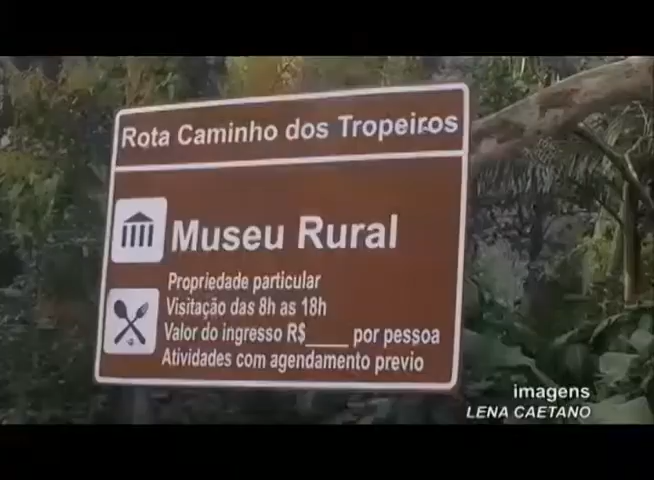 Rota Caminho dos Tropeiros
Museu Rural
Propriedade particular
Visitação das 8h as 18h
Valor do ingresso R$_____ por pessoa
Atividades com agendamento previo
imagens
LENA CAETANO